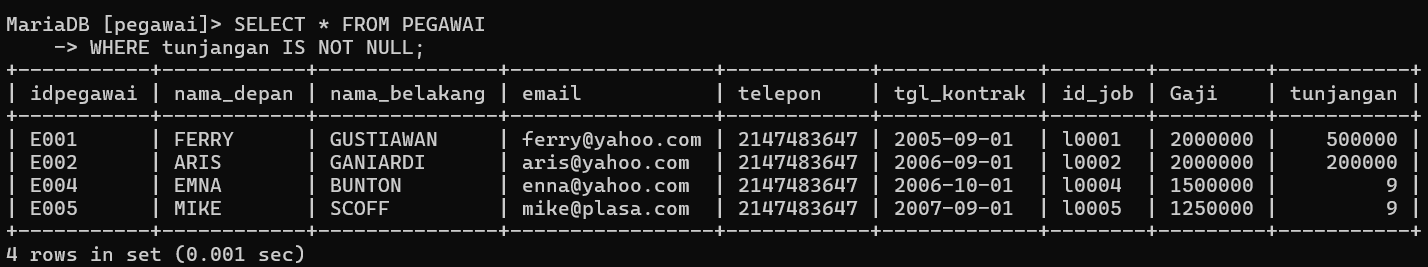 MariaDB [pegawai]> SELECT * FROM PEGAWAI
    -> WHERE tunjangan IS NOT NULL;
+-----------+------------+---------------+-----------------+------------+-------------+--------+---------+-----------+
| idpegawai | nama_depan | nama_belakang | email           | telepon    | tgl_kontrak | id_job | Gaji    | tunjangan |
+-----------+------------+---------------+-----------------+------------+-------------+--------+---------+-----------+
| E001      | FERRY      | GUSTIAWAN     | ferry@yahoo.com | 2147483647 | 2005-09-01  | l0001  | 2000000 |    500000 |
| E002      | ARIS       | GANIARDI      | aris@yahoo.com  | 2147483647 | 2006-09-01  | l0002  | 2000000 |    200000 |
| E004      | EMNA       | BUNTON        | enna@yahoo.com  | 2147483647 | 2006-10-01  | l0004  | 1500000 |         9 |
| E005      | MIKE       | SCOFF         | mike@plasa.com  | 2147483647 | 2007-09-01  | l0005  | 1250000 |         9 |
+-----------+------------+---------------+-----------------+------------+-------------+--------+---------+-----------+
4 rows in set (0.001 sec)